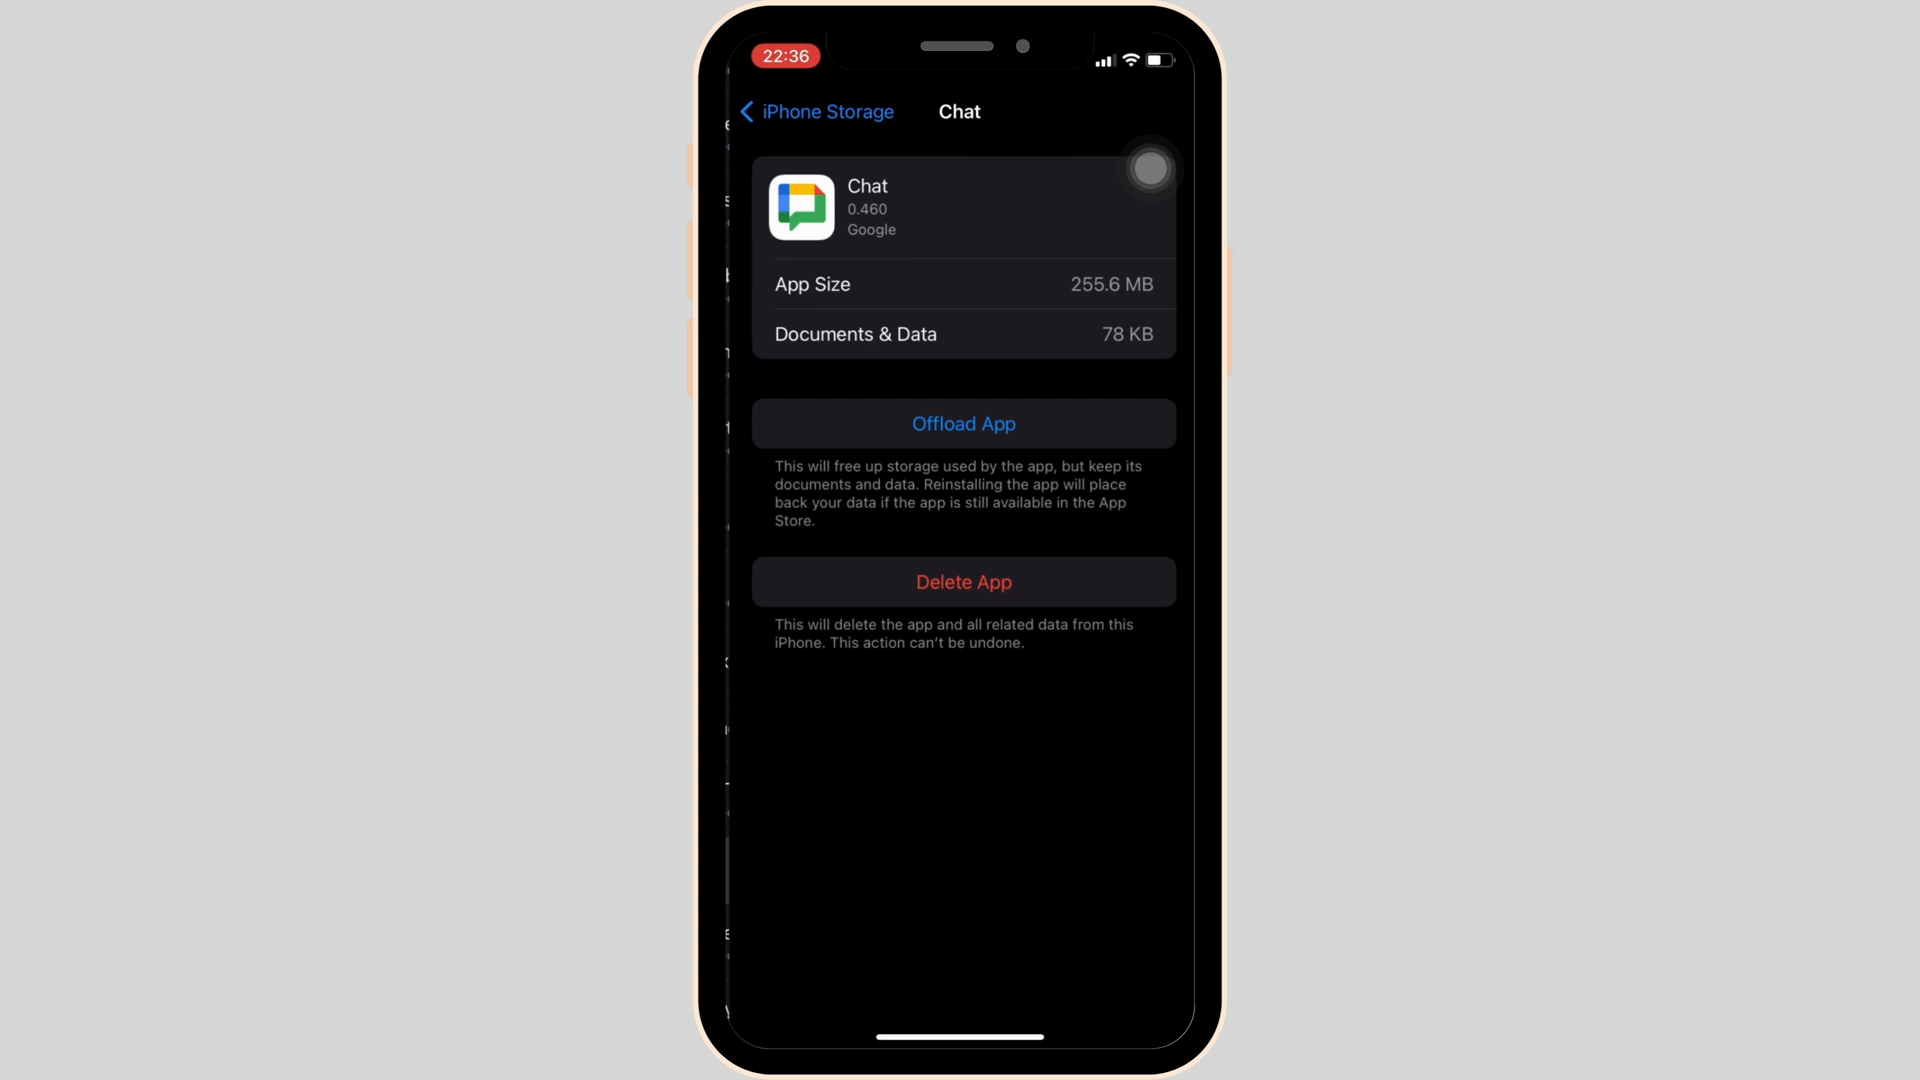 22:36
iPhone Storage
Chat
Chat
0.460
Google
App Size 255.6 MB
Documents & Data 78 KB
Offload App
This will free up storage used by the app, but keep its
documents and data. Reinstalling the app will place
back your data if the app is still available in the App
Store.
Delete App
This will delete the app and all related data from this
iPhone. This action can't be undone.